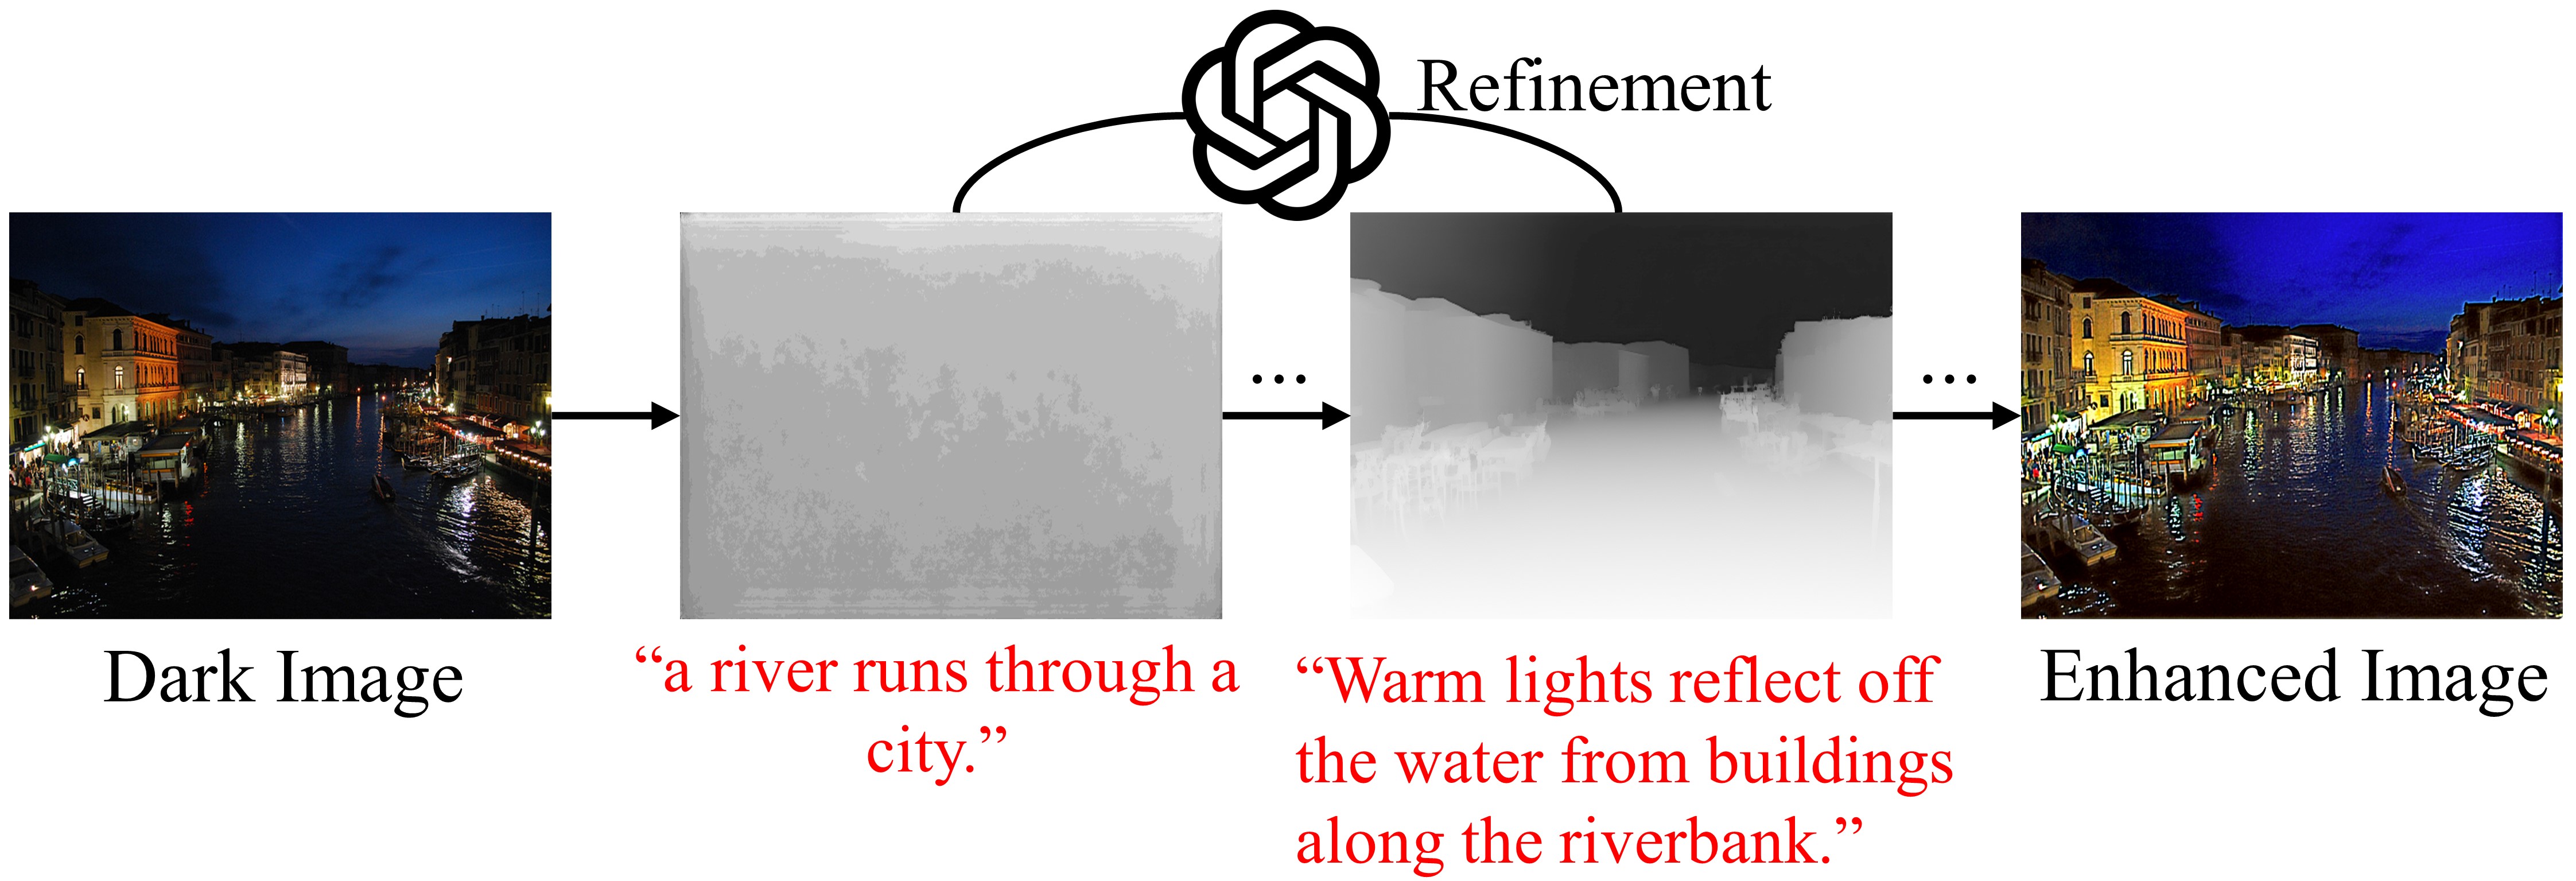 Refinement
...
...
Dark Image
“a river runs through a
city.”
“Warm lights reflect off
the water from buildings
along the riverbank.”
Enhanced Image